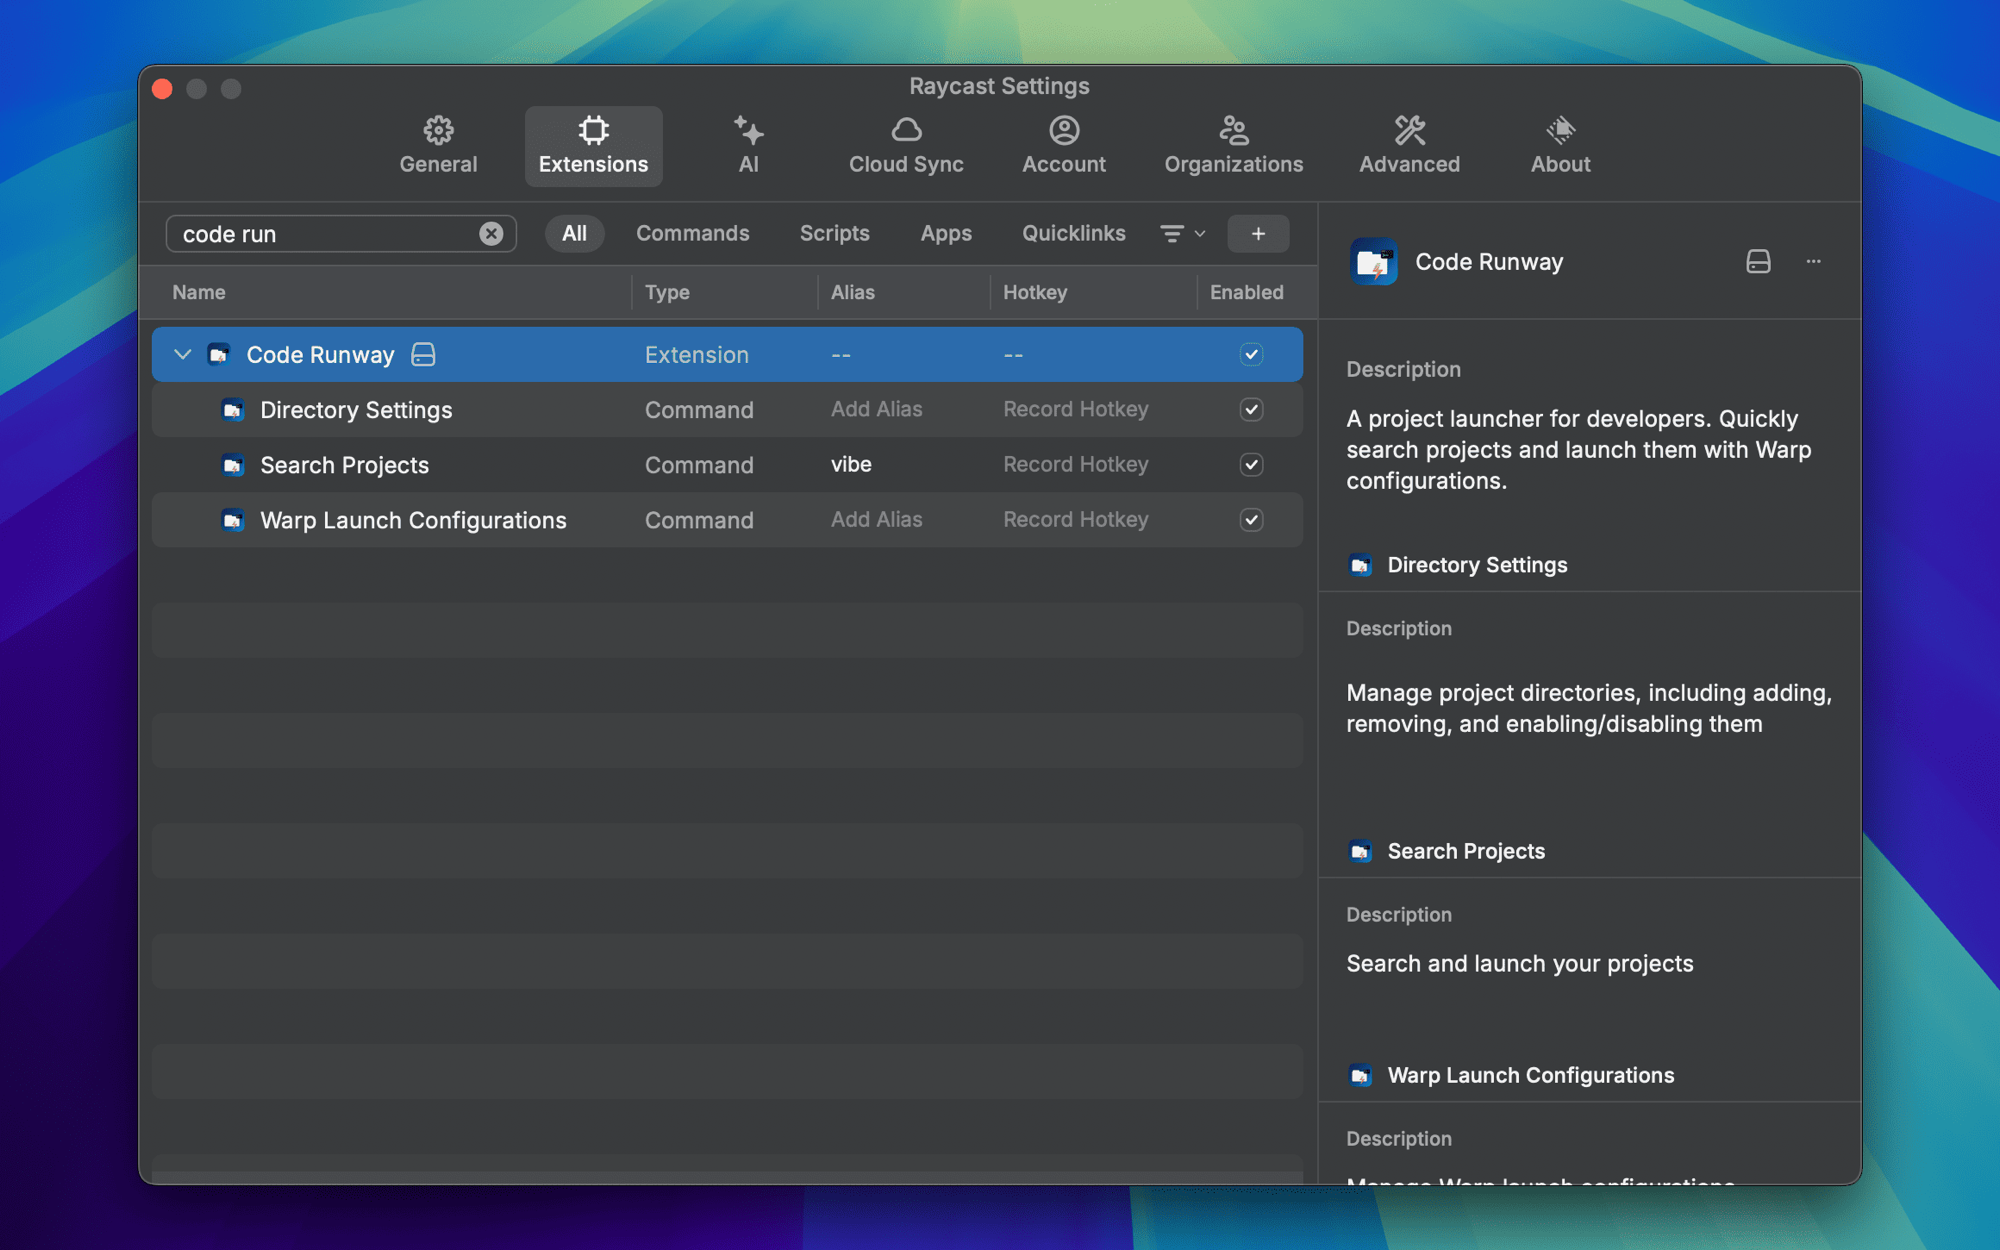 Raycast Settings
General
Extensions
AI
Cloud Sync
Account
Organizations
Advanced
About
code run
All
Commands
Scripts
Apps
Quicklinks
+
Name
Type
Alias
Hotkey
Enabled
Code Runway
Extension
--
--
Directory Settings
Command
Add Alias
Record Hotkey
Search Projects
Command
vibe
Record Hotkey
Warp Launch Configurations
Command
Add Alias
Record Hotkey
Code Runway
Description
A project launcher for developers. Quickly
search projects and launch them with Warp
configurations.
Directory Settings
Description
Manage project directories, including adding,
removing, and enabling/disabling them
Search Projects
Description
Search and launch your projects
Warp Launch Configurations
Description
Manage Warp launch configurations